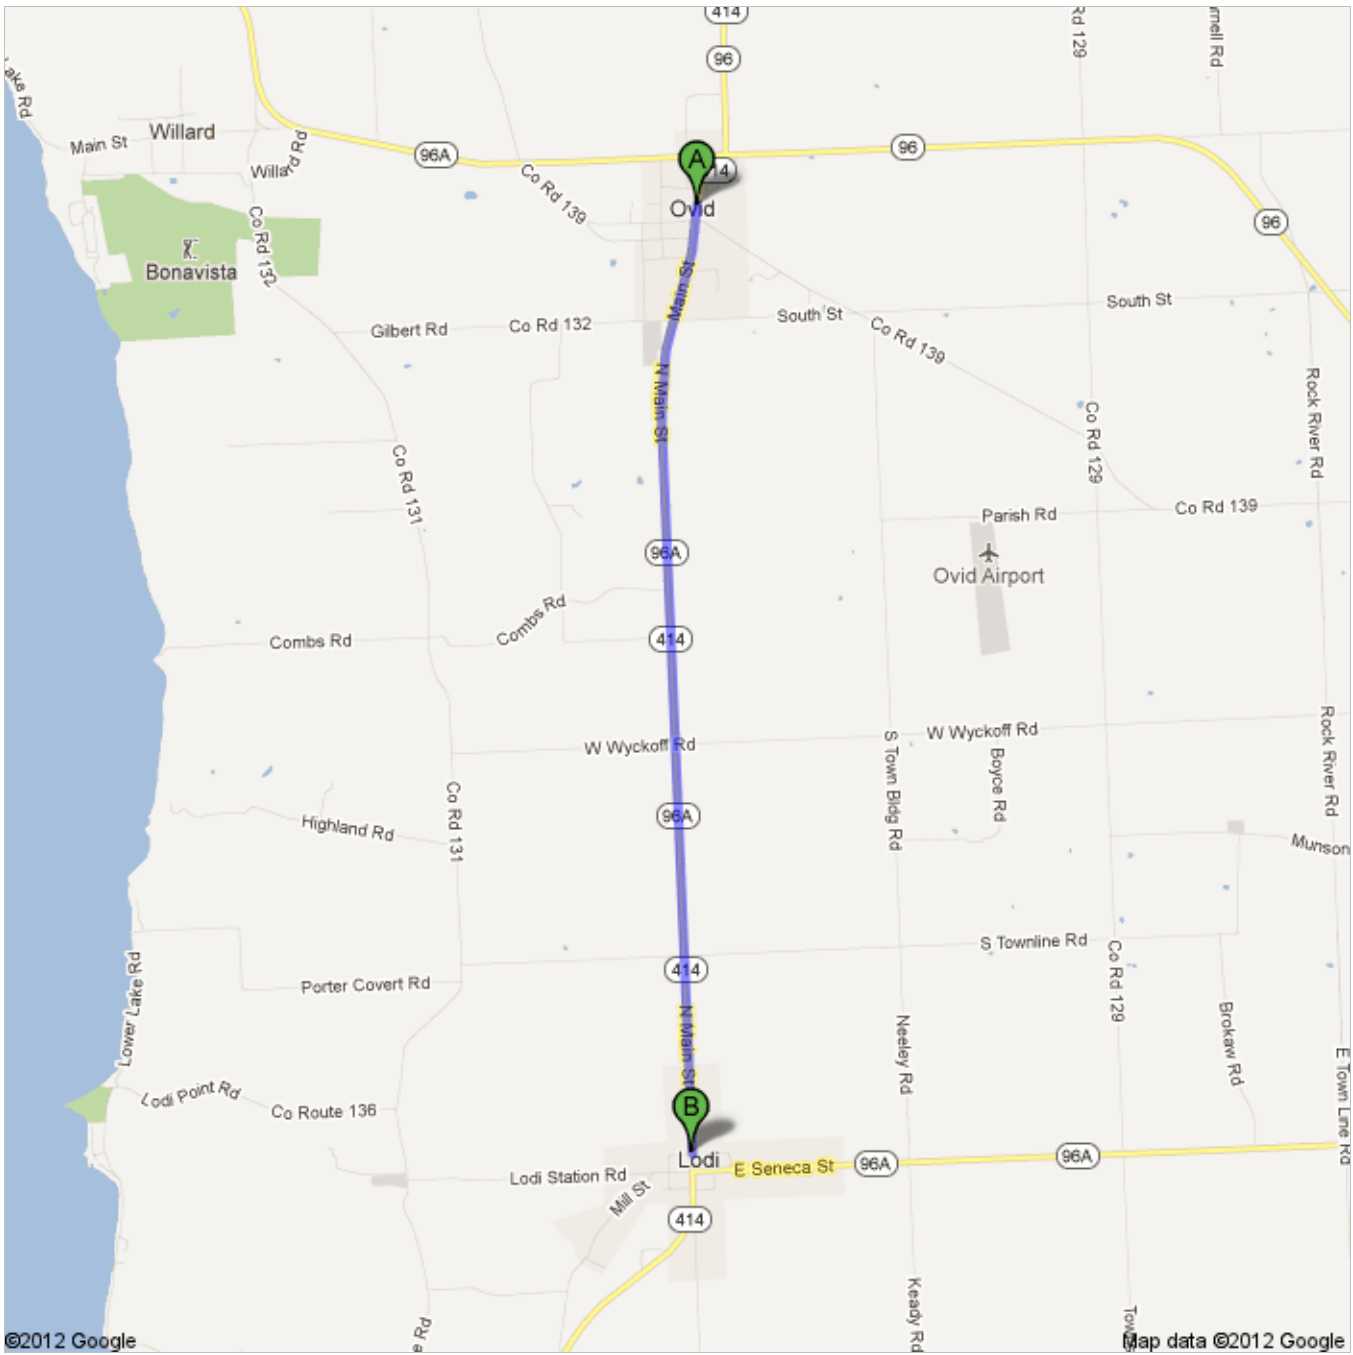 414
Rd 129
Lake Rd
96
Main St
Willard
Willard Rd
96A
A
96
14
Co Rd 139
Ovid
96
Co Rd 132
Bonavista
Main St
South St
South St
Gilbert Rd
Co Rd 132
Co Rd 139
N Main St
Rock River Rd
Co Rd 131
Co Rd 129
Parish Rd
Co Rd 139
96A
Ovid Airport
Combs Rd
Combs Rd
414
W Wyckoff Rd
W Wyckoff Rd
S Town Bldg Rd
Boyce Rd
Rock River Rd
96A
Highland Rd
Co Rd 131
Munson
S Townline Rd
414
Porter Covert Rd
Co Rd 129
Lower Lake Rd
N Main St
Neeley Rd
Brokaw Rd
Lodi Point Rd
Co Route 136
B
E Town Line Rd
Lodi
E Seneca St
96A
96A
Lodi Station Rd
Mill St
414
Keady Rd
©2012 Google
Map data ©2012 Google